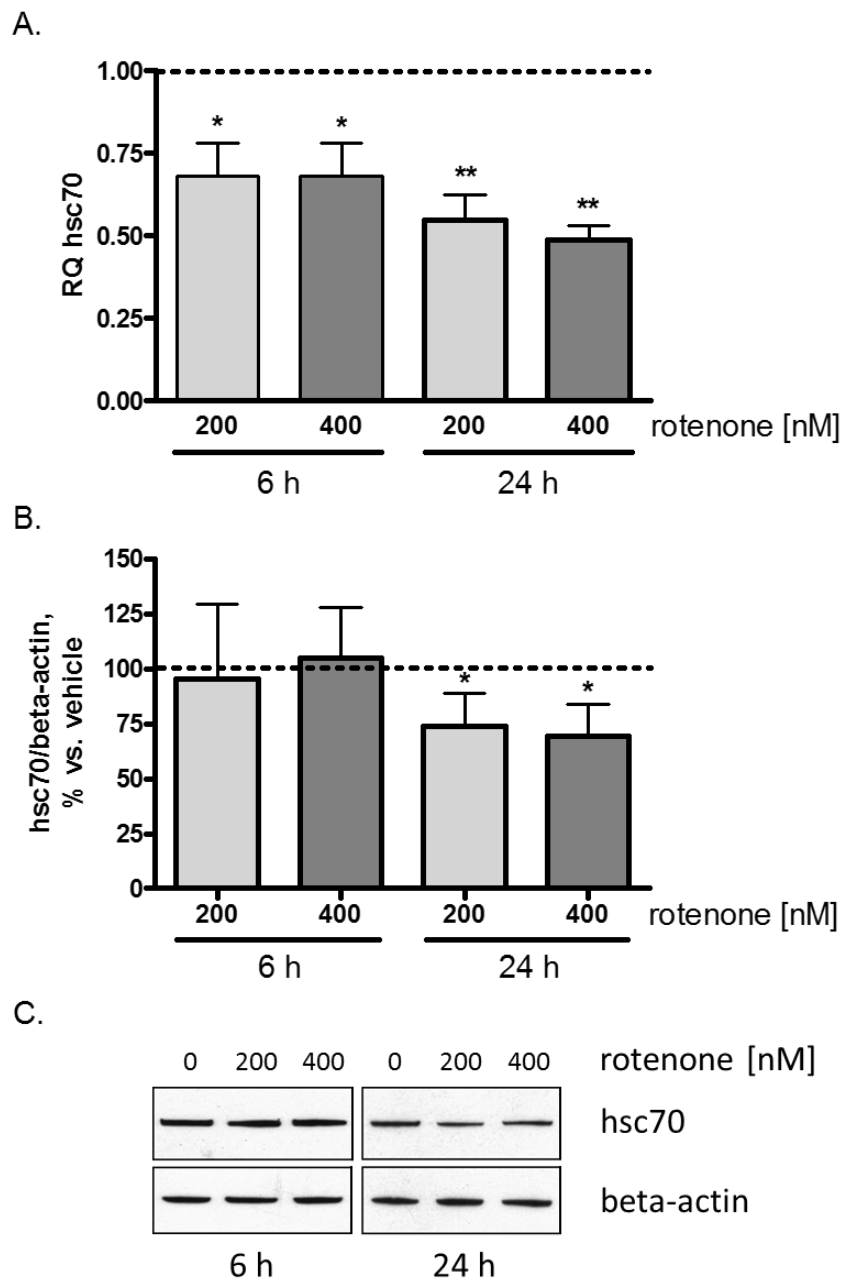 A.
1.00
* *
0.75
** **
0.50
0.25
0.00
RQ hsc70
200 400 200 400 rotenone [nM]
6 h 24 h
B.
150
125
100
* *
75
50
25
0
hsc70/beta-actin,
% vs. vehicle
200 400 200 400 rotenone [nM]
6 h 24 h
C.
0 200 400 0 200 400 rotenone [nM]
hsc70
beta-actin
6 h 24 h